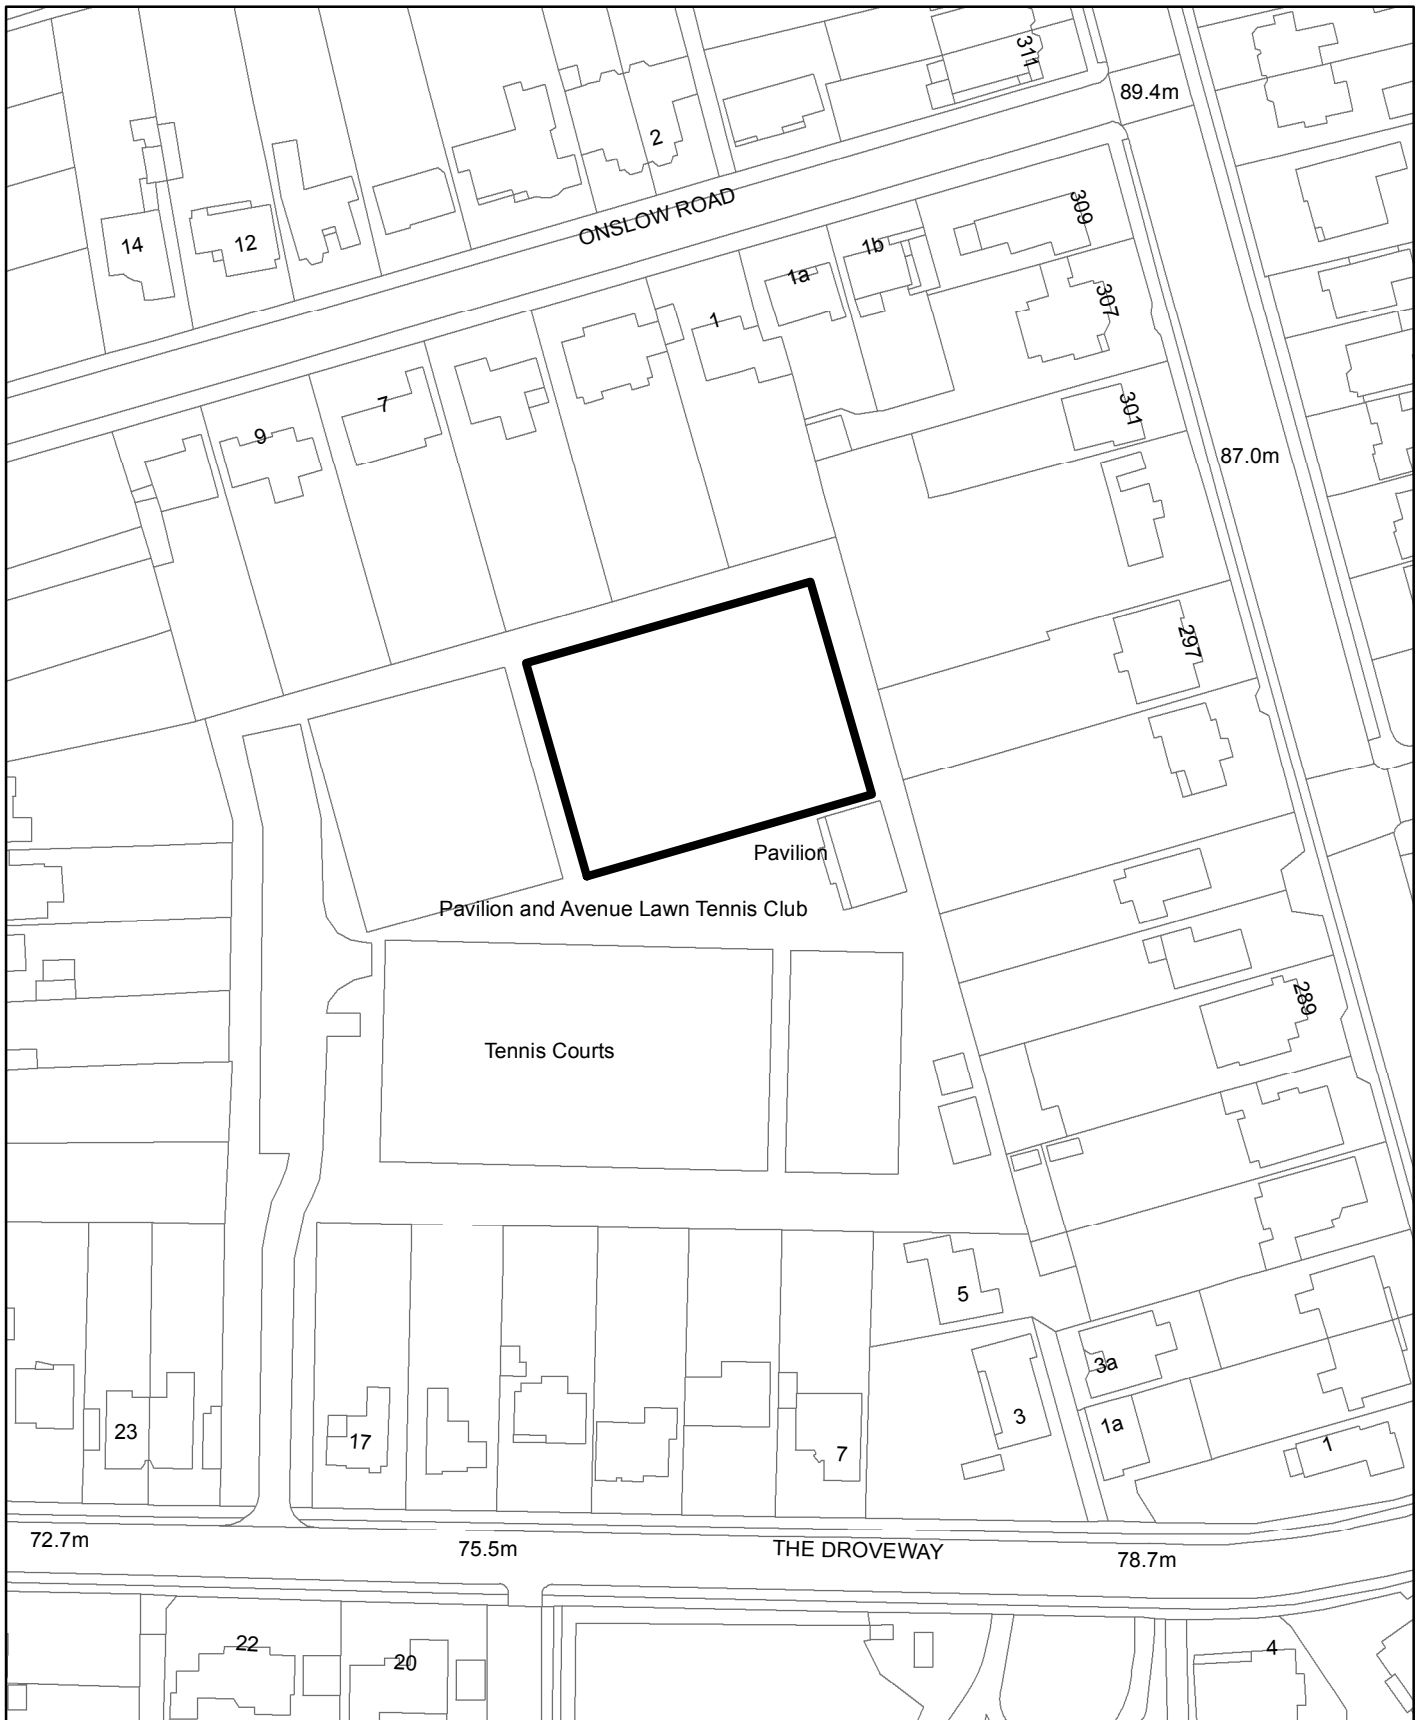 311
89.4m
2
ONSLOW ROAD
309
14
12
1b
1a
307
1
7
301
9
87.0m
297
Pavilion
Pavilion and Avenue Lawn Tennis Club
289
Tennis Courts
5
3a
23
17
7
3
1a
1
72.7m
75.5m
THE DROVEWAY
78.7m
22
20
4